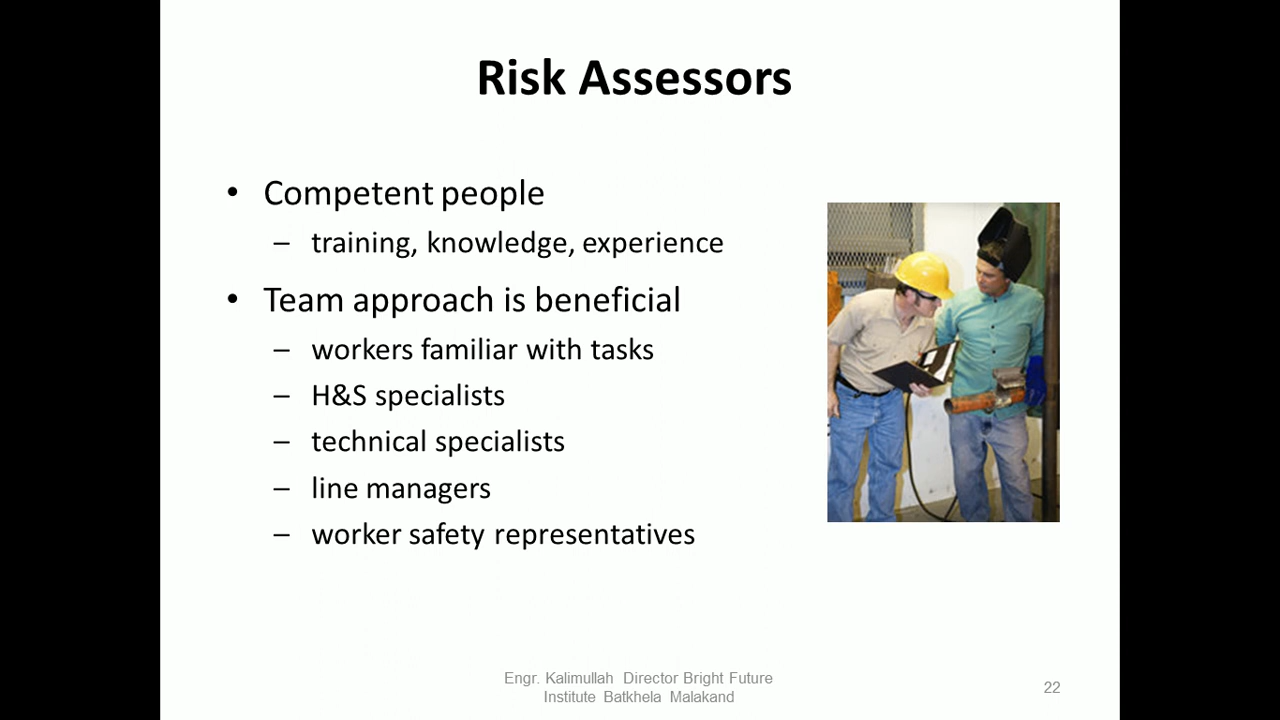 Risk Assessors
• Competent people
– training, knowledge, experience
• Team approach is beneficial
– workers familiar with tasks
– H&S specialists
– technical specialists
– line managers
– worker safety representatives
Engr. Kalimullah Director Bright Future
Institute Batkhela Malakand
22